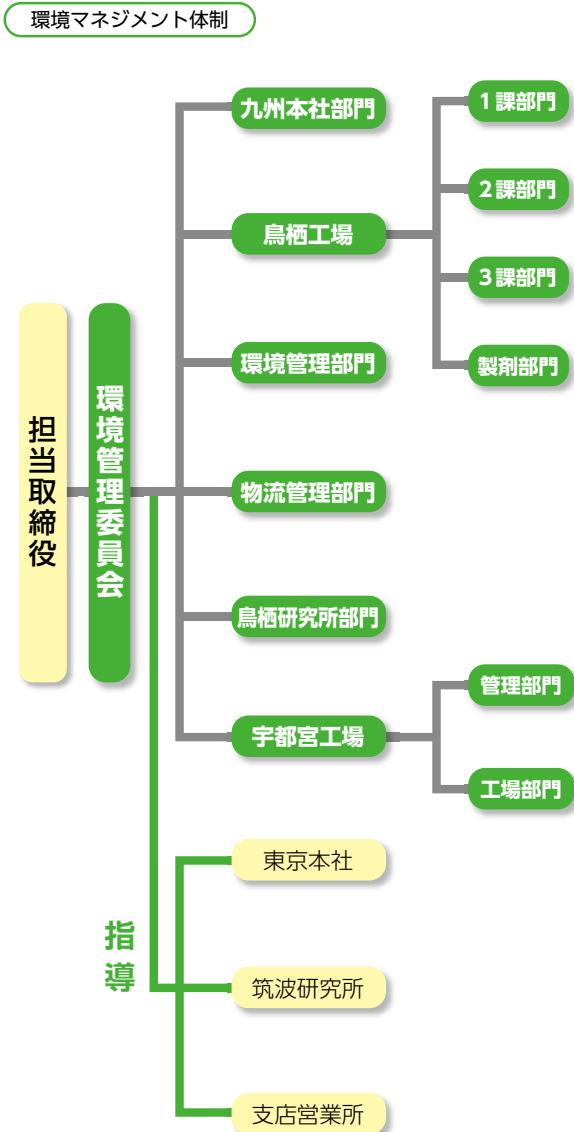 環境マネジメント体制
担当取締役
環境管理委員会
九州本社部門
鳥栖工場
1課部門
2課部門
3課部門
製剤部門
環境管理部門
物流管理部門
鳥栖研究所部門
宇都宮工場
管理部門
工場部門
指導
東京本社
筑波研究所
支店営業所